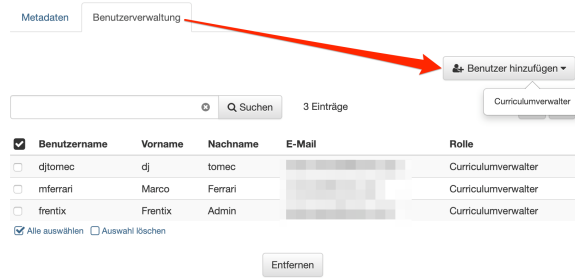 Metadaten Benutzerverwaltung
Benutzer hinzufügen
Curriculumverwalter
Suchen 3 Einträge
Benutzername Vorname Nachname E-Mail Rolle
djtomec dj tomec Curriculumverwalter
mferrari Marco Ferrari Curriculumverwalter
frentix Frentix Admin Curriculumverwalter
Alle auswählen Auswahl löschen
Entfernen